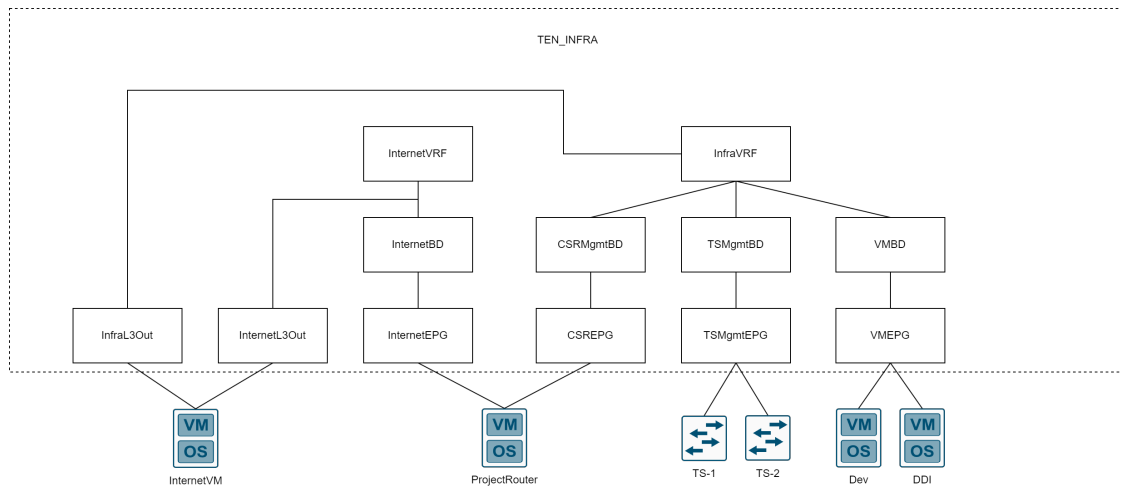 TEN_INFRA
InternetVRF
InfraVRF
InternetBD
CSRMgmtBD
TSMgmtBD
VMBD
InfraL3Out
InternetL3Out
InternetEPG
CSREPG
TSMgmtEPG
VMEPG
VM
OS
InternetVM
VM
OS
ProjectRouter
TS-1
TS-2
VM
OS
Dev
VM
OS
DDI